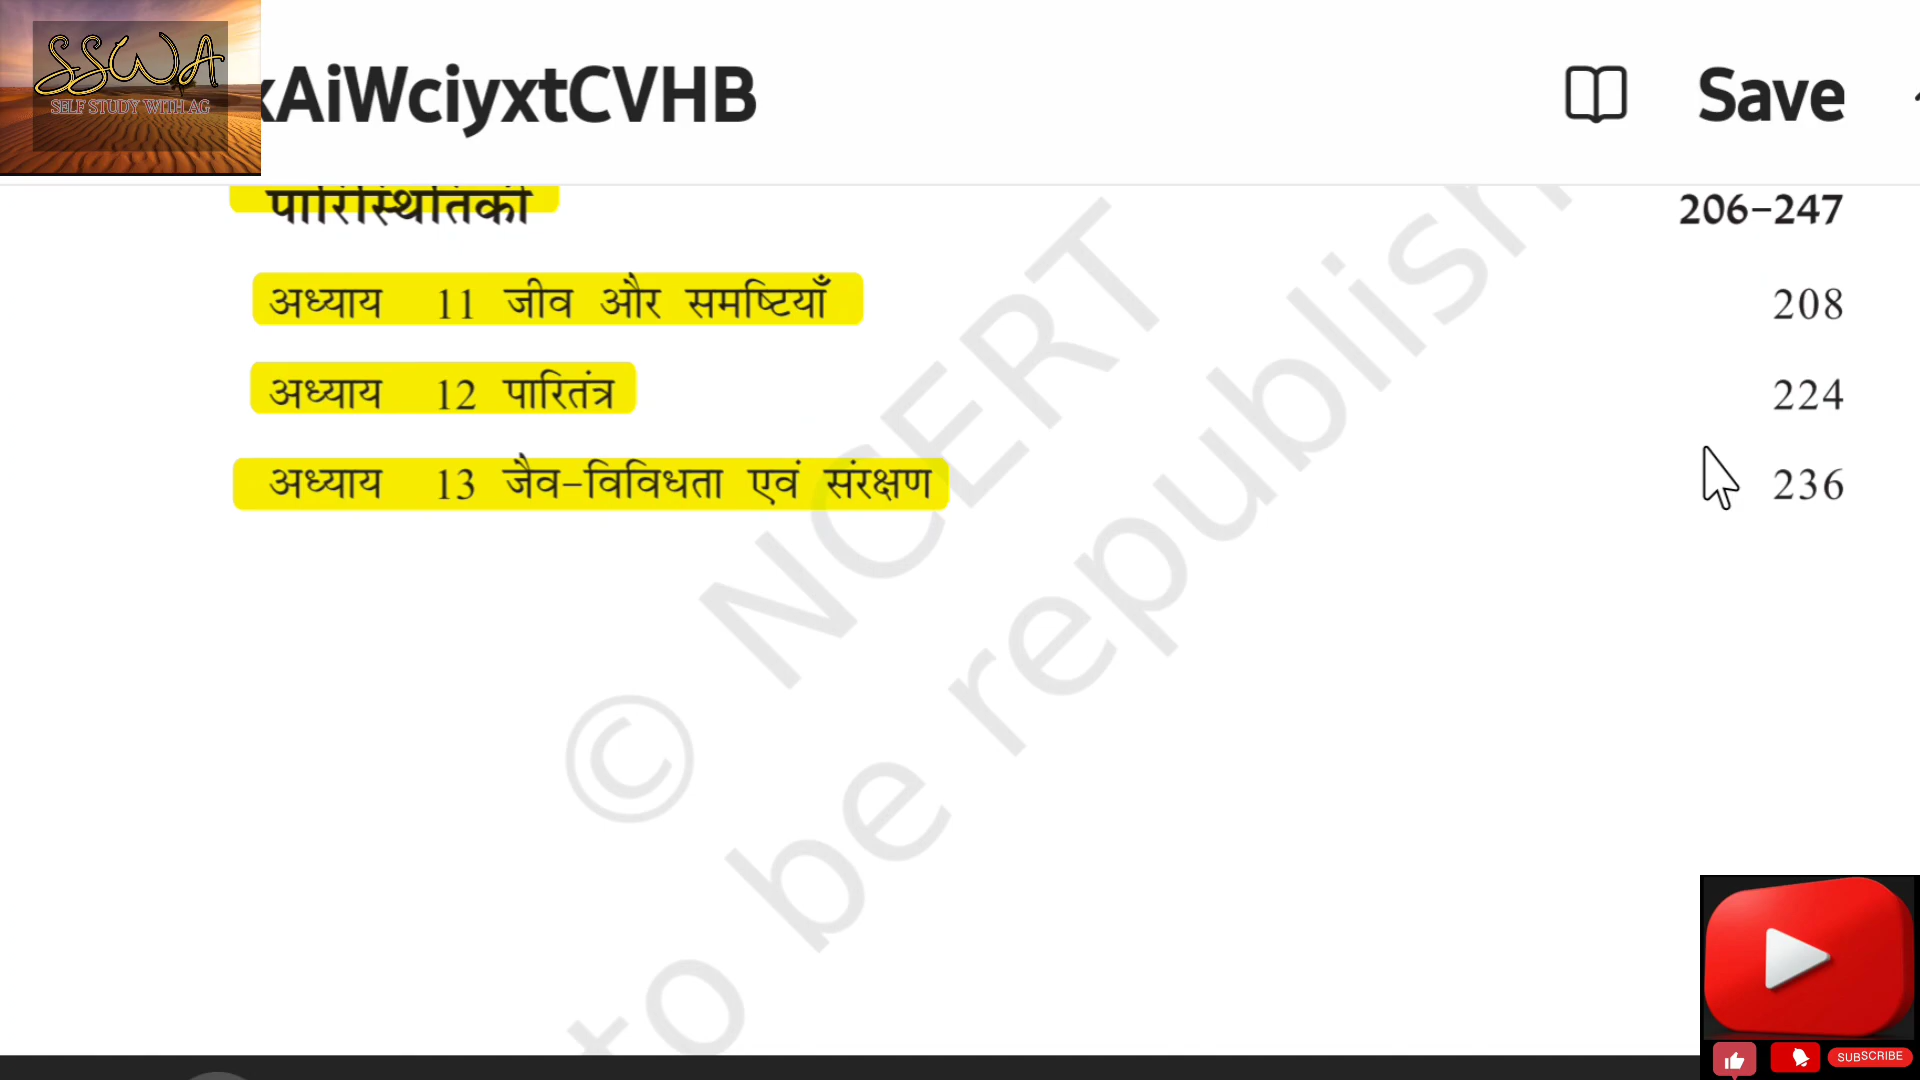 SSWA
SELF STUDY WITH AG
xAiWciyxtCVHB
Save
पारिस्थितिकी 206–247
अध्याय 11 जीव और समष्टियाँ 208
अध्याय 12 पारितंत्र 224
अध्याय 13 जैव–विविधता एवं संरक्षण 236
© NCERT
to be republish
SUBSCRIBE